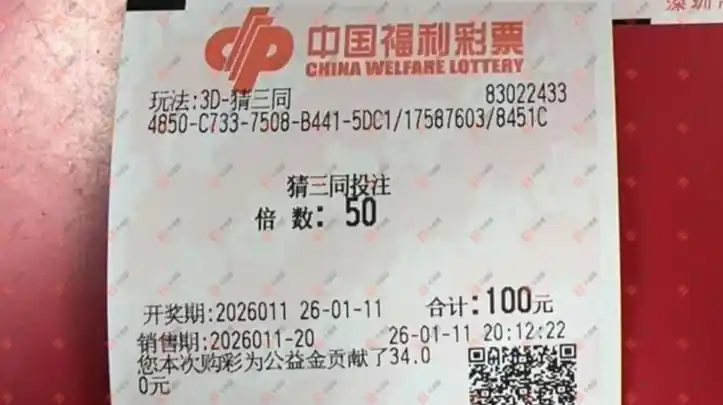 深圳
中国福利彩票
CHINA WELFARE LOTTERY
玩法:3D-猜三同 83022433
4850-C733-7508-B441-5DC1/17587603/8451C
猜三同投注
倍 数: 50
开奖期:2026011 26-01-11 合计:100元
销售期:2026011-20 26-01-11 20:12:22
您本次购彩为公益金贡献了34.0
0元